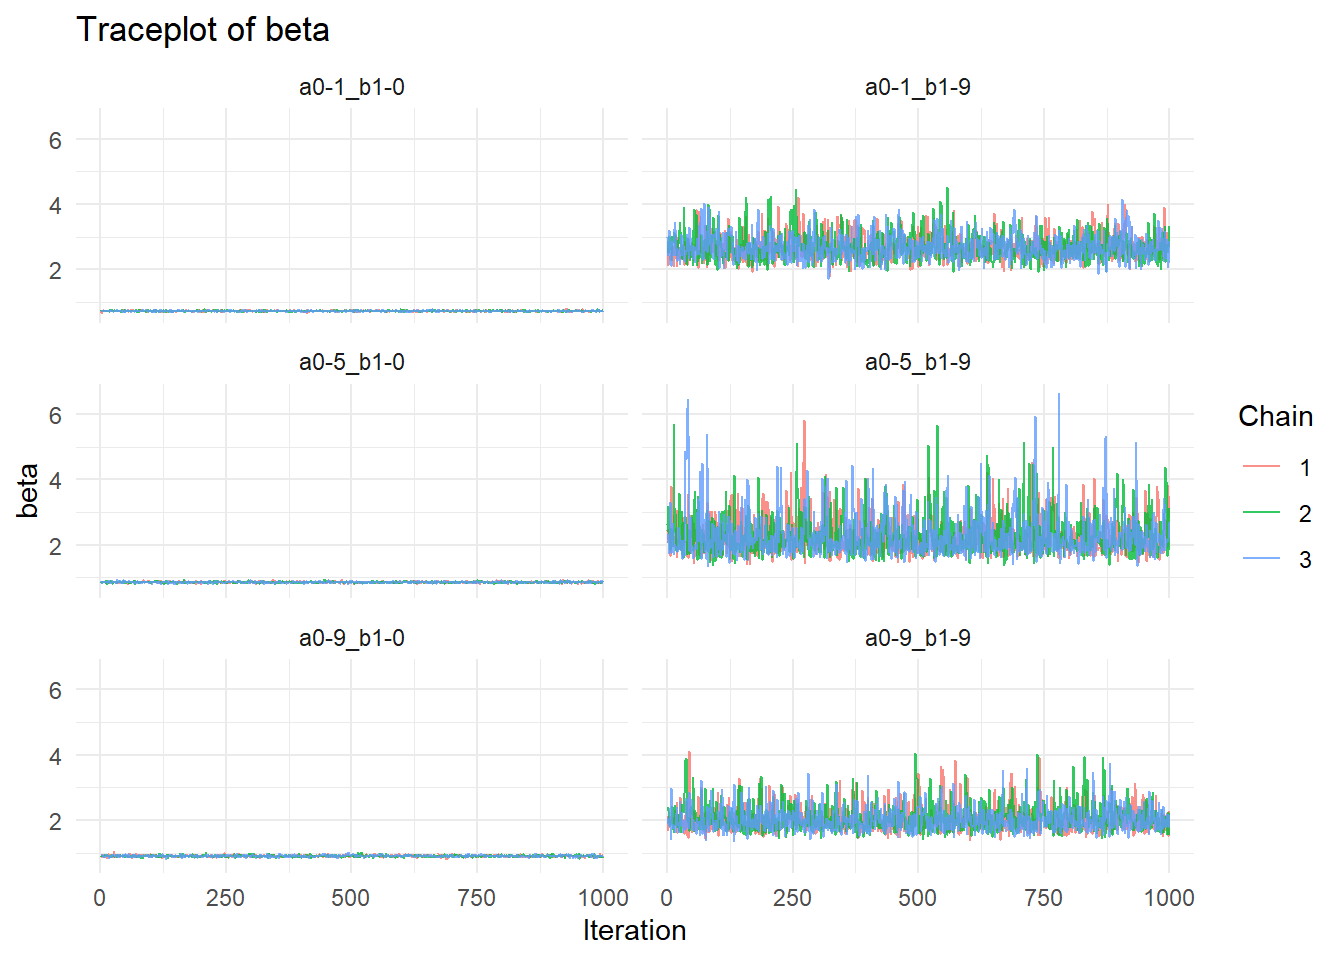 Traceplot of beta
a0-1_b1-0
a0-1_b1-9
6
4
2
a0-5_b1-0
a0-5_b1-9
6
4
2
a0-9_b1-0
a0-9_b1-9
6
4
2
beta
0 250 500 750 1000
0 250 500 750 1000
Iteration
Chain
1
2
3